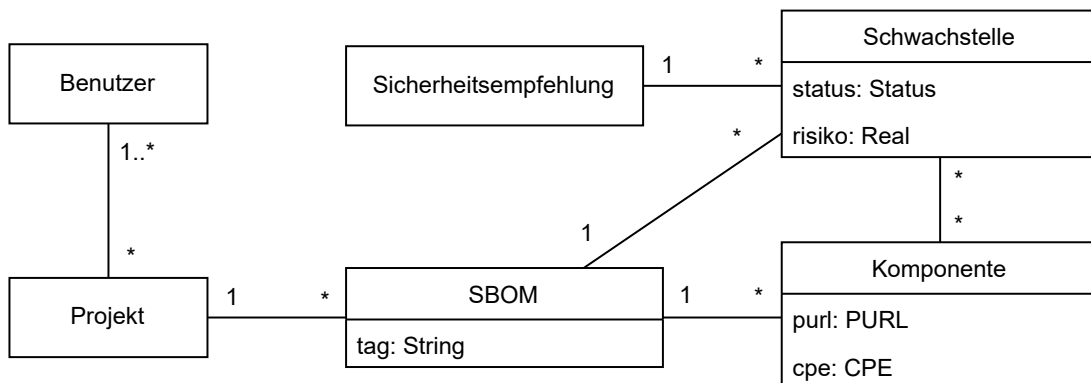 Benutzer
1..*
*
Projekt
1
*
Sicherheitsempfehlung
1
*
Schwachstelle
status: Status
risiko: Real
*
1
*
*
SBOM
tag: String
1
*
Komponente
purl: PURL
cpe: CPE